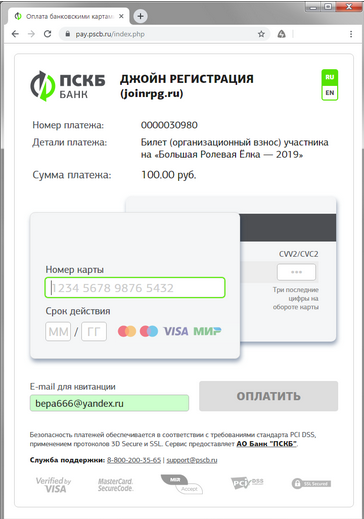 Оплата банковскими картам
pay.pscb.ru/index.php
ПСКБ
БАНК
ДЖОЙН РЕГИСТРАЦИЯ
(joinrpg.ru)
RU
EN
Номер платежа: 0000030980
Детали платежа: Билет (организационный взнос) участника
на «Большая Ролевая Ёлка — 2019»
Сумма платежа: 100.00 руб.
Номер карты
1234 5678 9876 5432
Срок действия
ММ / ГГ
VISA МИР
CVV2/CVC2
Три последние
цифры на
обороте карты
E-mail для квитанции
bepa666@yandex.ru
ОПЛАТИТЬ
Безопасность платежей обеспечивается в соответствии с требованиями стандарта PCI DSS,
применением протоколов 3D Secure и SSL. Сервис предоставляет АО Банк "ПСКБ".
Служба поддержки: 8-800-200-35-65 | support@pscb.ru
Verified by
VISA
MasterCard.
SecureCode.
Accept
PCI DSS
SSL Secured